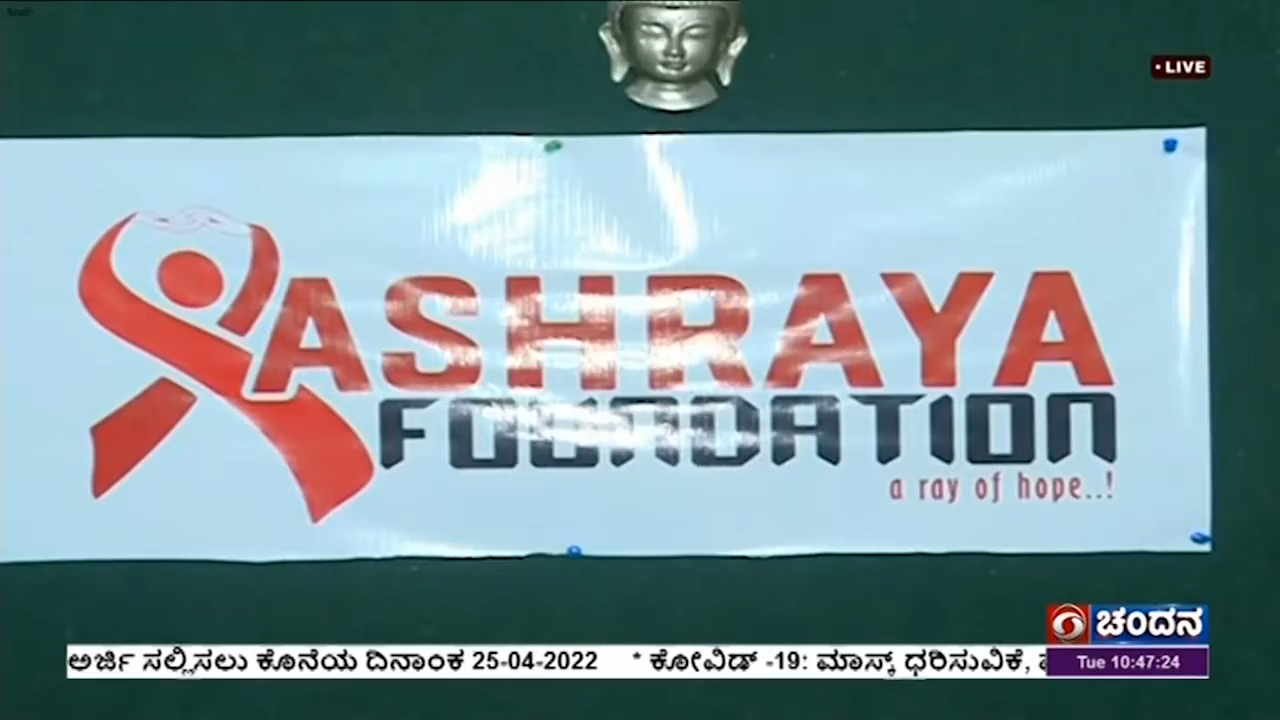 • LIVE
ASHRAYA
FOUNDATION
a ray of hope..!
ಚಂದನ
ಅರ್ಜಿ ಸಲ್ಲಿಸಲು ಕೊನೆಯ ದಿನಾಂಕ 25-04-2022 * ಕೋವಿಡ್ -19: ಮಾಸ್ಕ್ ಧರಿಸುವಿಕೆ,
Tue 10:47:24